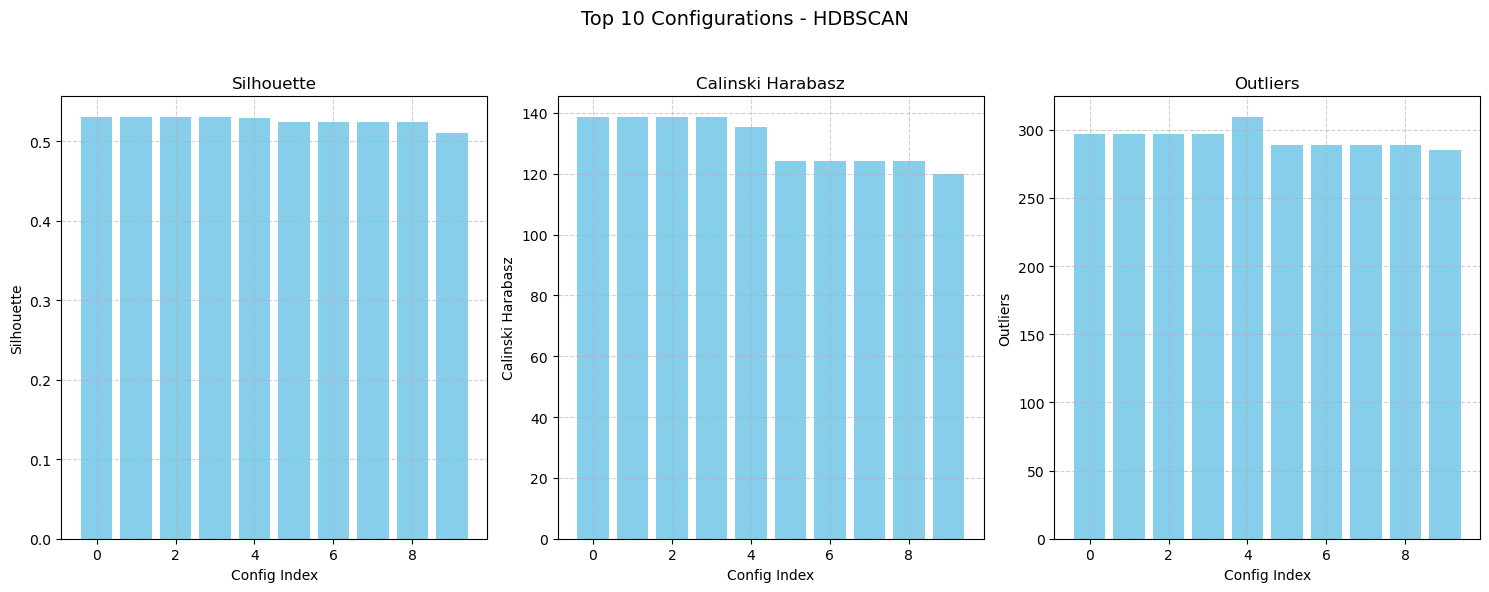 Top 10 Configurations - HDBSCAN
Silhouette
Silhouette
0.5
0.4
0.3
0.2
0.1
0.0
0 2 4 6 8
Config Index
Calinski Harabasz
Calinski Harabasz
140
120
100
80
60
40
20
0
0 2 4 6 8
Config Index
Outliers
Outliers
300
250
200
150
100
50
0
0 2 4 6 8
Config Index